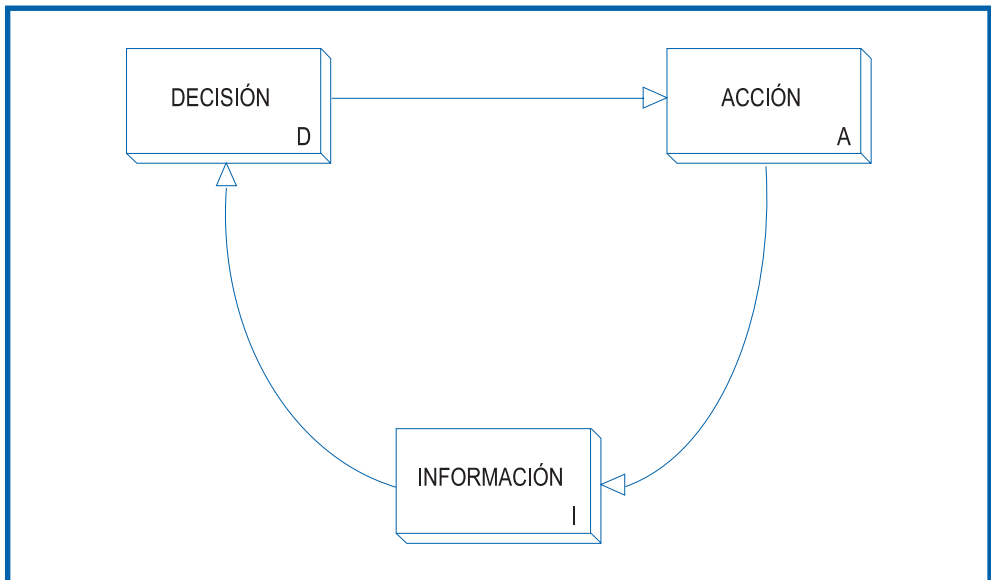 DECISIÓN
D
ACCIÓN
A
INFORMACIÓN
I